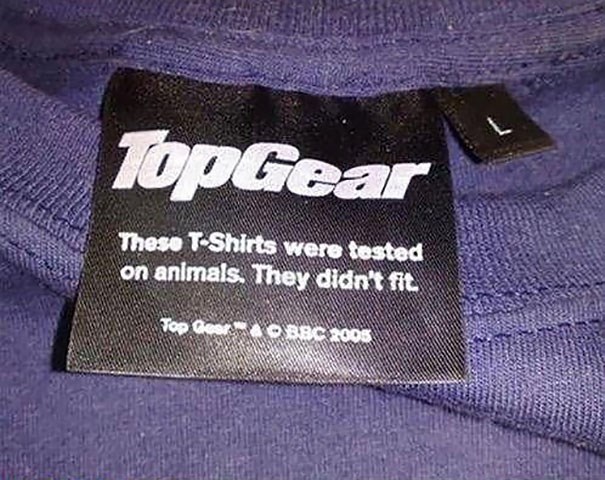 TopGear
L
These T-Shirts were tested
on animals. They didn't fit.
Top Gear™ & © BBC 2005